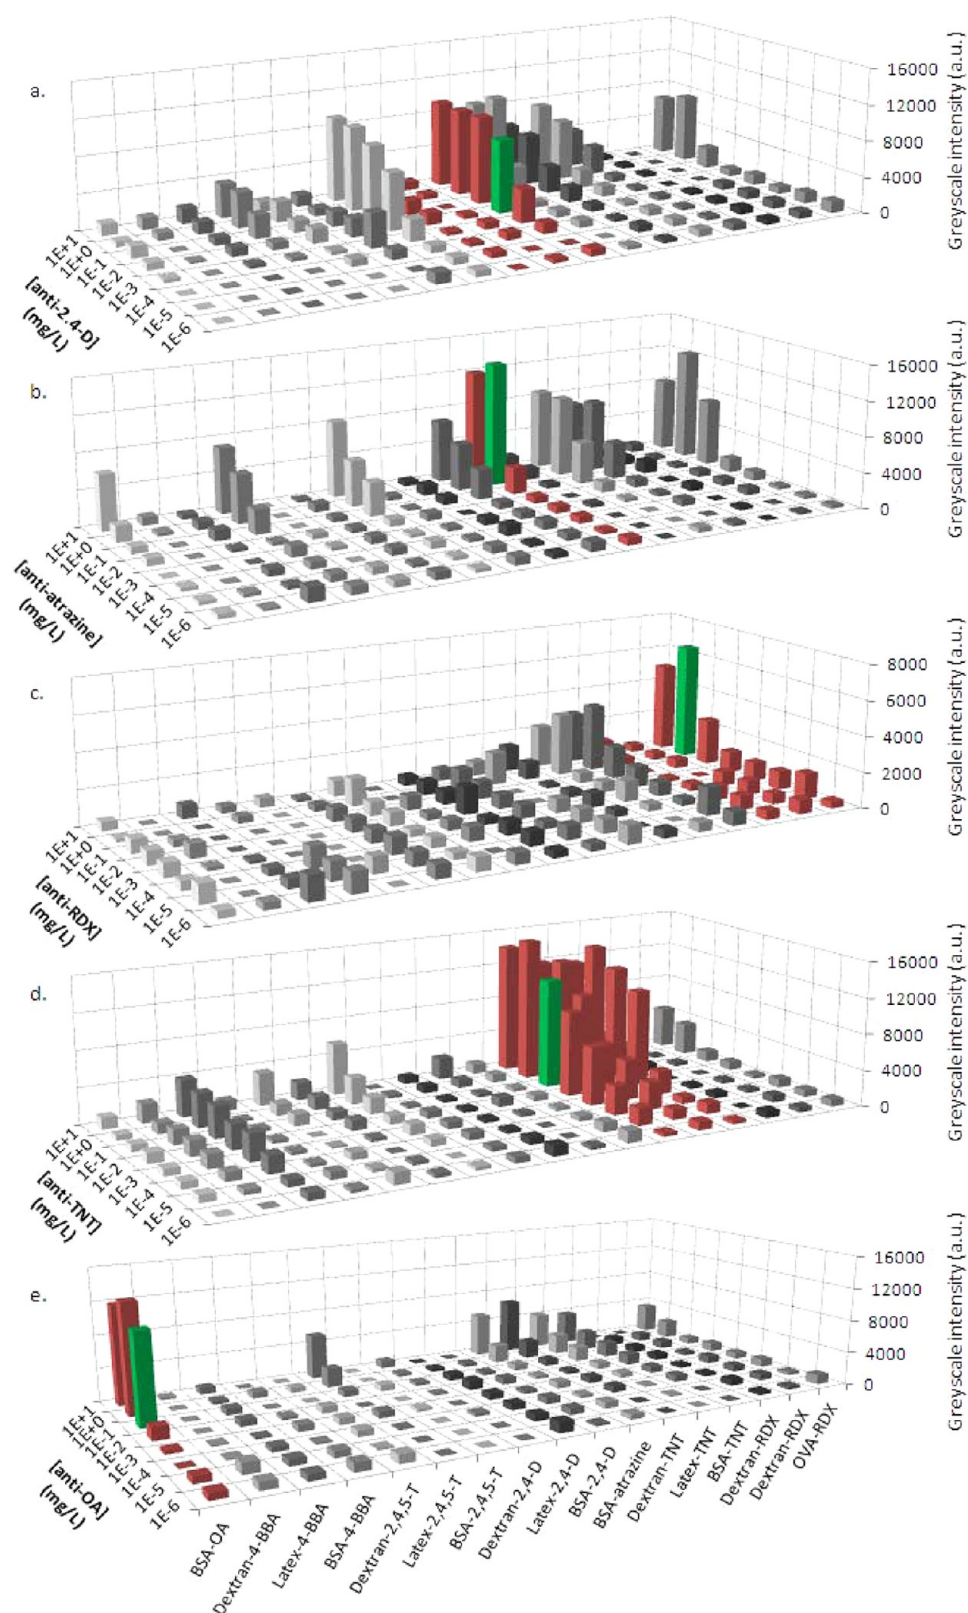 a.
16000
12000
8000
4000
0
Greyscale intensity (a.u.)
1E+1
1E+0
1E-1
1E-2
1E-3
1E-4
1E-5
1E-6
[anti-2.4-D]
(mg/L)
b.
16000
12000
8000
4000
0
Greyscale intensity (a.u.)
1E+1
1E+0
1E-1
1E-2
1E-3
1E-4
1E-5
1E-6
[anti-atrazine]
(mg/L)
c.
8000
6000
4000
2000
0
Greyscale intensity (a.u.)
1E+1
1E+0
1E-1
1E-2
1E-3
1E-4
1E-5
1E-6
[anti-RDX]
(mg/L)
d.
16000
12000
8000
4000
0
Greyscale intensity (a.u.)
1E+1
1E+0
1E-1
1E-2
1E-3
1E-4
1E-5
1E-6
[anti-TNT]
(mg/L)
e.
16000
12000
8000
4000
0
Greyscale intensity (a.u.)
1E+1
1E+0
1E-1
1E-2
1E-3
1E-4
1E-5
1E-6
[anti-OA]
(mg/L)
BSA-OA
Dextran-4-BBA
Latex-4-BBA
BSA-4-BBA
Dextran-2,4,5-T
Latex-2,4,5-T
BSA-2,4,5-T
Dextran-2,4-D
Latex-2,4-D
BSA-2,4-D
BSA-atrazine
Dextran-TNT
Latex-TNT
BSA-TNT
Dextran-RDX
Dextran-RDX
OVA-RDX